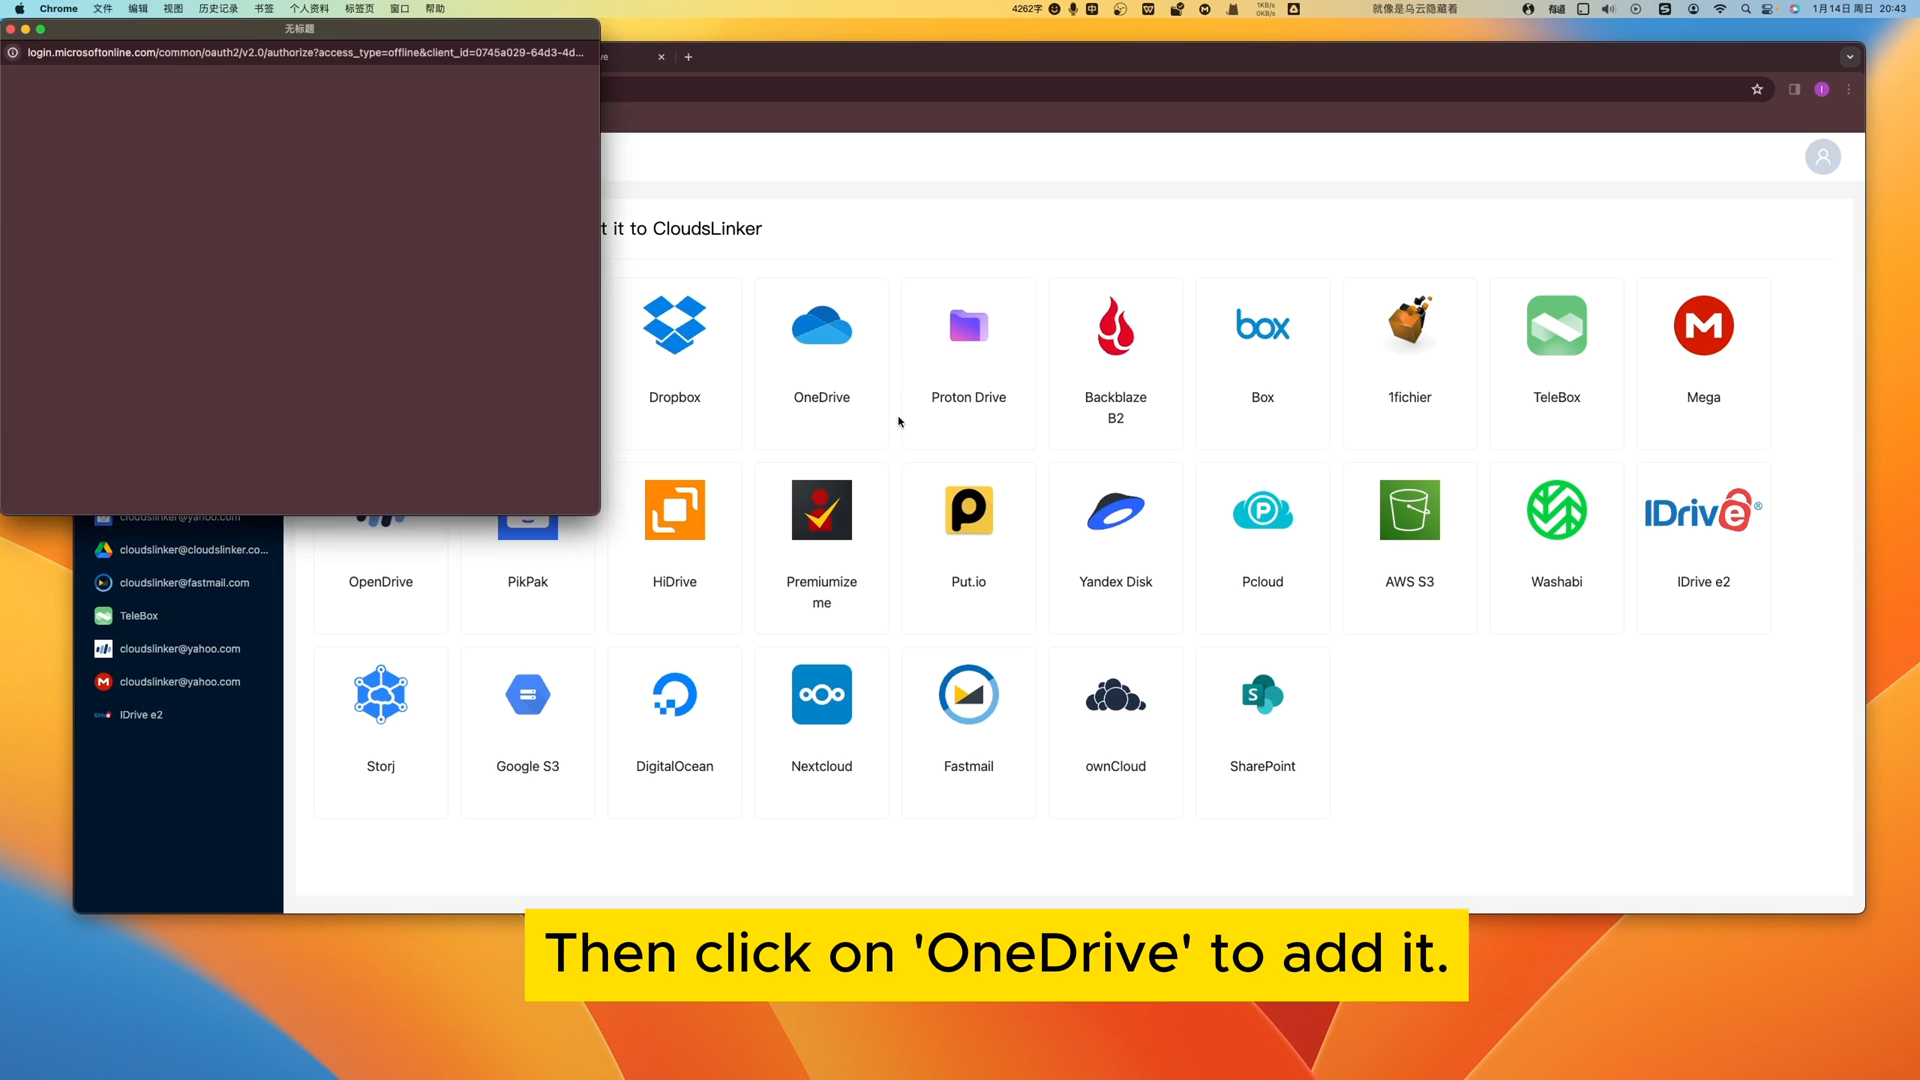 Chrome 文件 编辑 视图 历史记录 书签 个人资料 标签页 窗口 帮助 4262字 1KB/s 0KB/s 就像是乌云隐藏着 1月14日 周日 20:43
无标题
login.microsoftonline.com/common/oauth2/v2.0/authorize?access_type=offline&client_id=0745a029-64d3-4d...
ve
t it to CloudsLinker
Dropbox
OneDrive
Proton Drive
Backblaze
B2
box
Box
1fichier
TeleBox
Mega
cloudslinker@yahoo.com
cloudslinker@cloudslinker.co...
cloudslinker@fastmail.com
TeleBox
cloudslinker@yahoo.com
cloudslinker@yahoo.com
IDrive e2
OpenDrive
PikPak
HiDrive
Premiumize
me
Put.io
Yandex Disk
Pcloud
AWS S3
Washabi
IDrive®
IDrive e2
Storj
Google S3
DigitalOcean
Nextcloud
Fastmail
ownCloud
SharePoint
Then click on 'OneDrive' to add it.